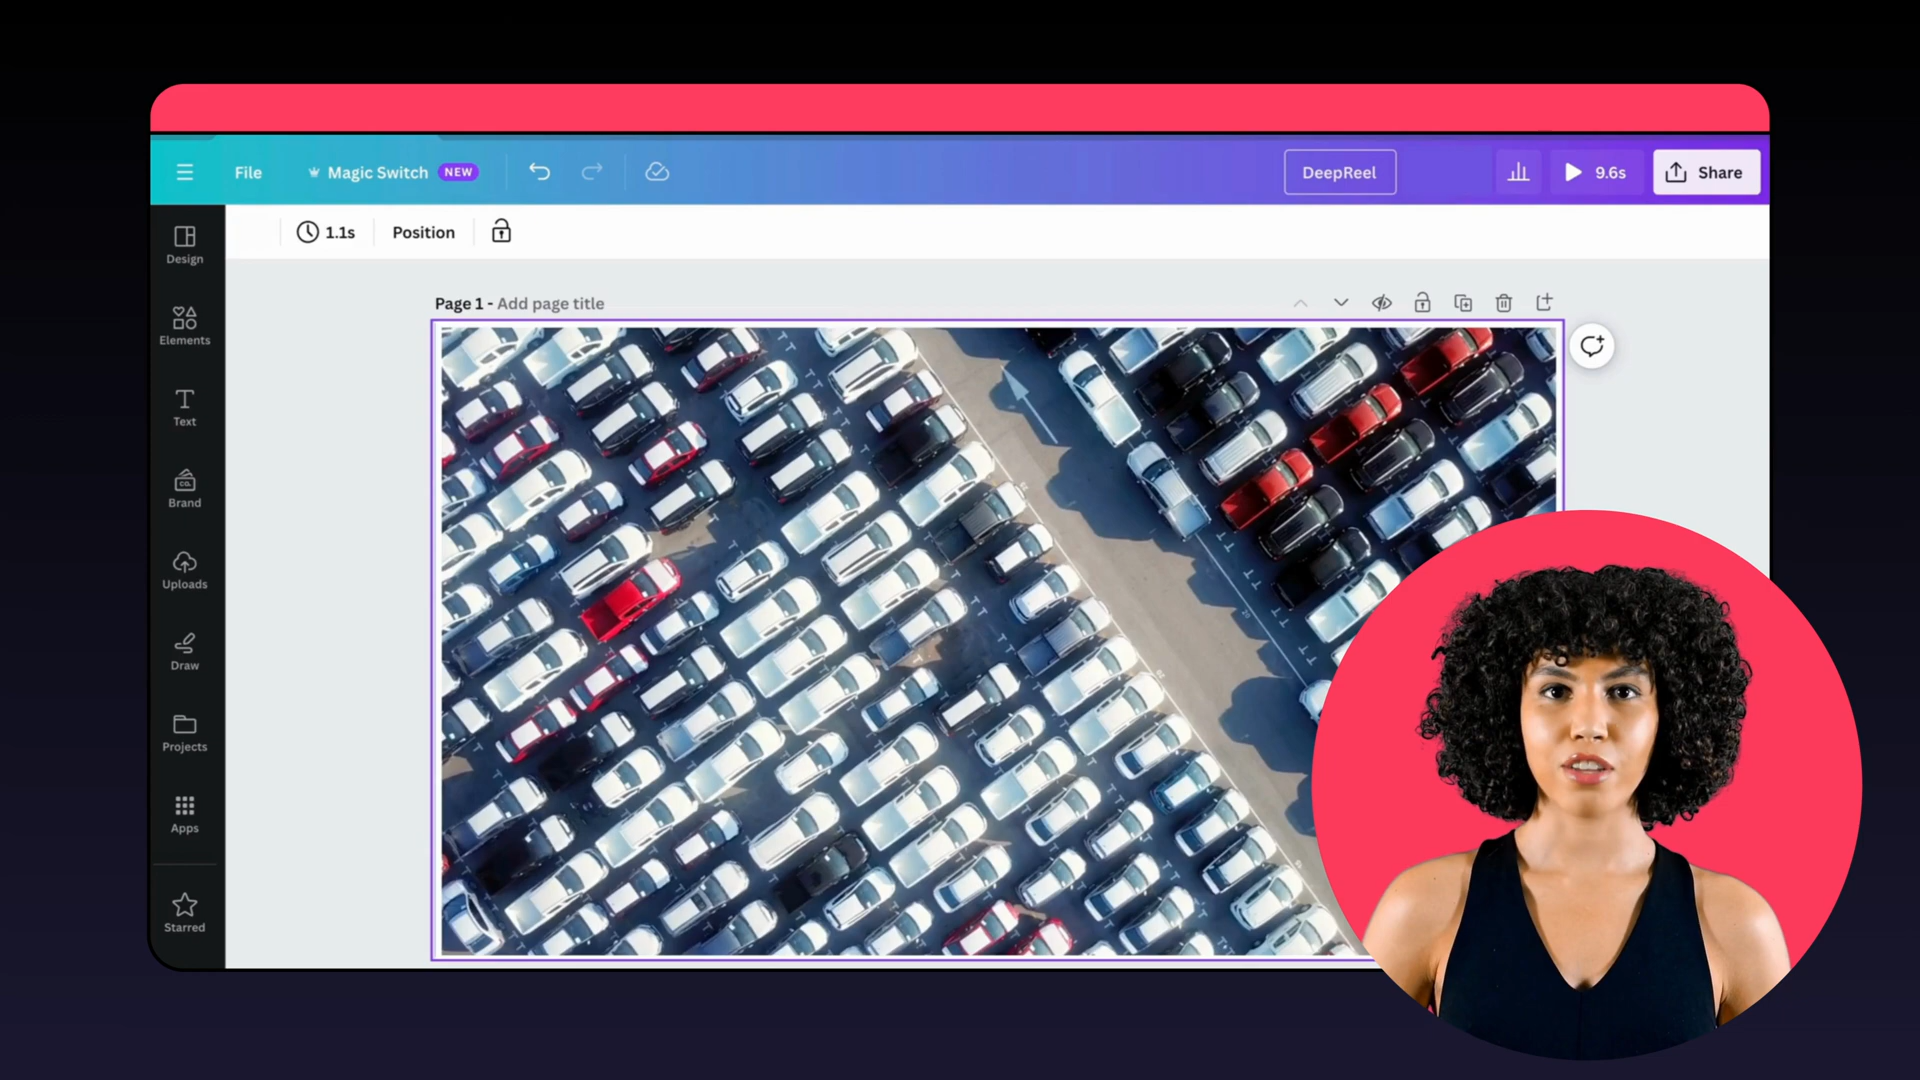 File
Magic Switch NEW
DeepReel
9.6s
Share
1.1s
Position
Page 1 - Add page title
Design
Elements
Text
CO.
Brand
Uploads
Draw
Projects
Apps
Starred